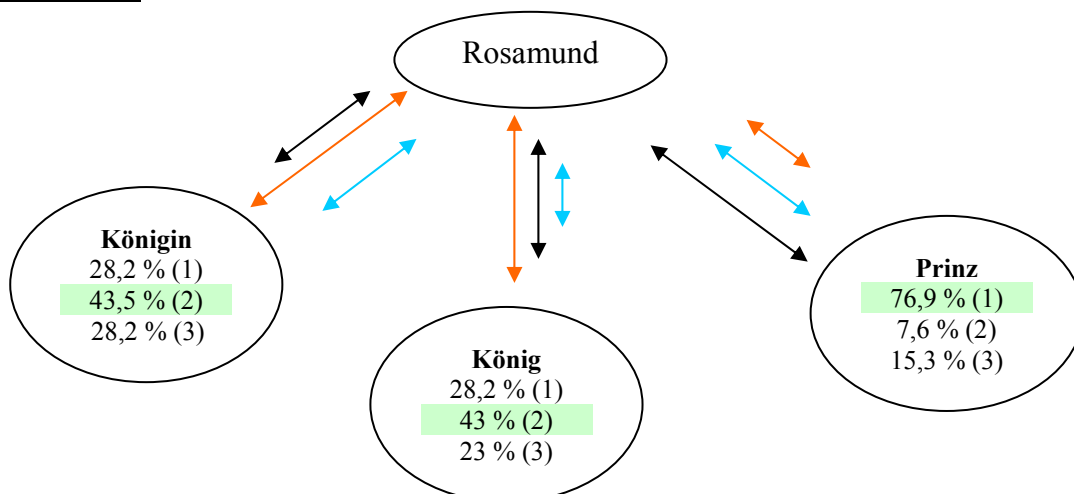 Rosamund
Königin
28,2 % (1)
43,5 % (2)
28,2 % (3)
König
28,2 % (1)
43 % (2)
23 % (3)
Prinz
76,9 % (1)
7,6 % (2)
15,3 % (3)